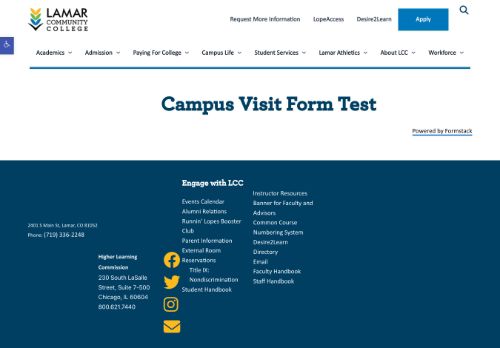 LAMAR
COMMUNITY
COLLEGE
Request More Information LopeAccess Desire2Learn Apply
Academics Admission Paying For College Campus Life Student Services Lamar Athletics About LCC Workforce
Campus Visit Form Test
Powered by Formstack
2401 S Main St, Lamar, CO 81052
Phone: (719) 336-2248
Higher Learning
Commission
230 South LaSalle
Street, Suite 7-500
Chicago, IL 60604
800.621.7440
Engage with LCC
Events Calendar
Alumni Relations
Runnin' Lopes Booster
Club
Parent Information
External Room
Reservations
Title IX:
Nondiscrimination
Student Handbook
Instructor Resources
Banner for Faculty and
Advisors
Common Course
Numbering System
Desire2Learn
Directory
Email
Faculty Handbook
Staff Handbook